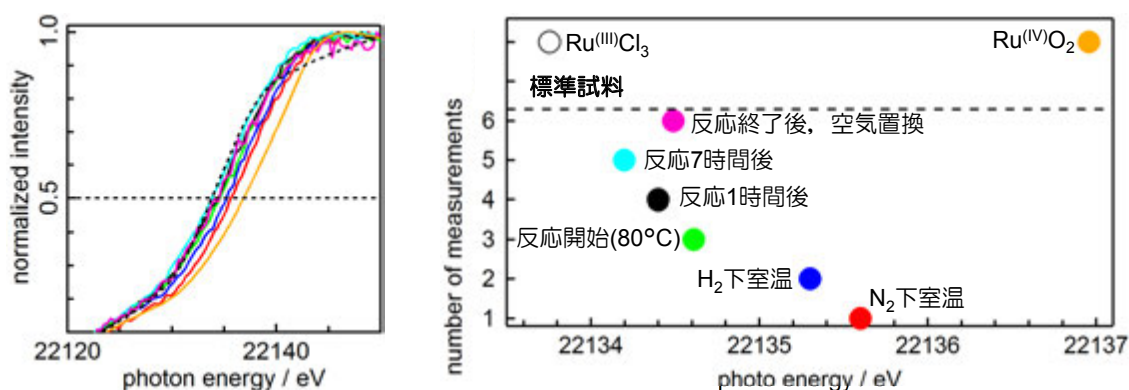 normalized intensity
1.0
0.5
22120
22140
photon energy / eV
number of measurements
Ru(III)Cl3
Ru(IV)O2
標準試料
6
反応終了後，空気置換
5
反応7時間後
4
反応1時間後
3
反応開始(80°C)
2
H2下室温
1
N2下室温
22134
22135
22136
22137
photo energy / eV